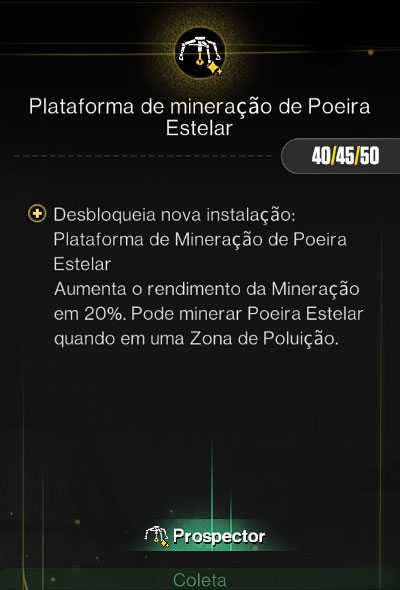 Plataforma de mineração de Poeira
Estelar
40/45/50
Desbloqueia nova instalação:
Plataforma de Mineração de Poeira
Estelar
Aumenta o rendimento da Mineração
em 20%. Pode minerar Poeira Estelar
quando em uma Zona de Poluição.
Prospector
Coleta